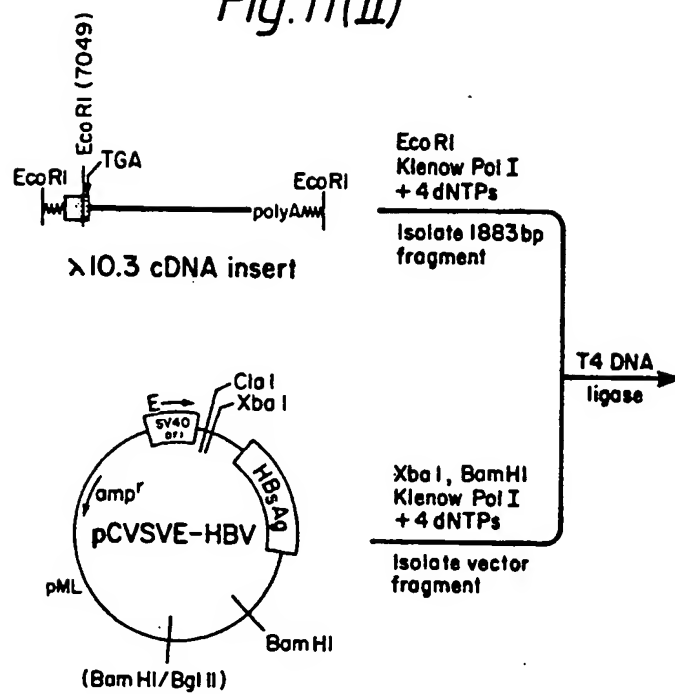 Fig. 11(II)
EcoRI (7049)
TGA
EcoRI
EcoRI
polyA
λ10.3 cDNA insert
EcoRI
Klenow Pol I
+ 4 dNTPs
Isolate 1883bp
fragment
T4 DNA
ligase
ClaI
XbaI
E
SV40
ori
HBsAg
ampr
pCVSVE-HBV
pML
BamHI
(BamHI/BglII)
XbaI, BamHI
Klenow Pol I
+ 4 dNTPs
Isolate vector
fragment